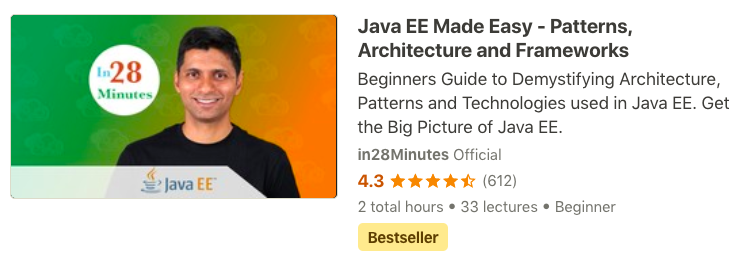 In28
Minutes
Java EE™
Java EE Made Easy - Patterns,
Architecture and Frameworks
Beginners Guide to Demystifying Architecture,
Patterns and Technologies used in Java EE. Get
the Big Picture of Java EE.
in28Minutes Official
4.3 (612)
2 total hours • 33 lectures • Beginner
Bestseller